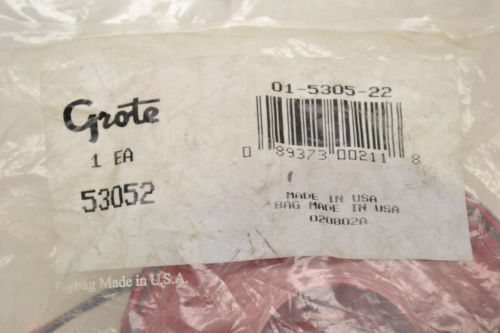 Grote
1 EA
53052
01-5305-22
0 89373 00211 8
MADE IN USA
BAG MADE IN USA
020802A
Made in U.S.A.